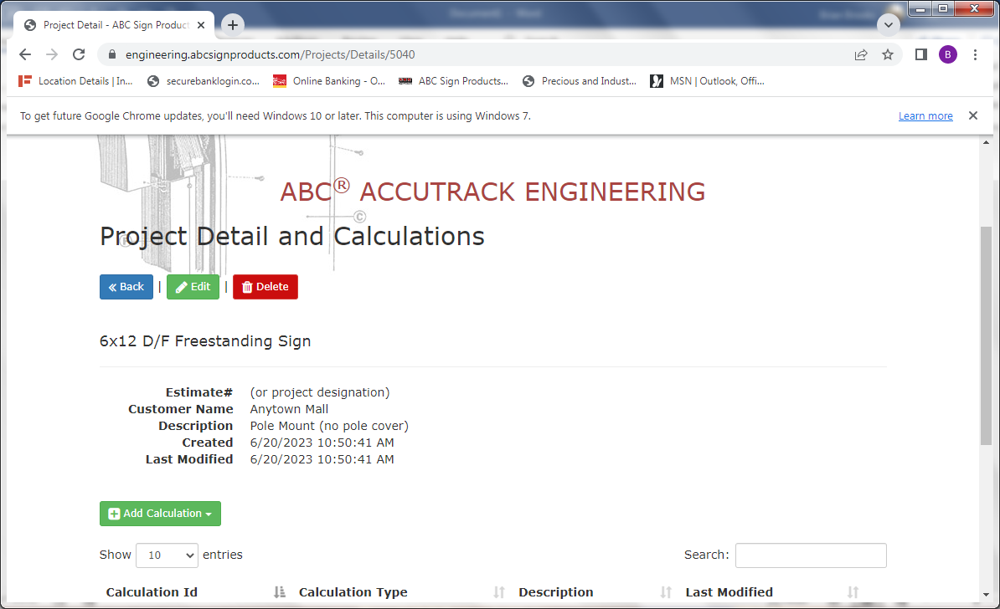 Project Detail - ABC Sign Product
engineering.abcsignproducts.com/Projects/Details/5040
B
Location Details | In...
securebanklogin.co...
Online Banking - O...
ABC Sign Products...
Precious and Indust...
MSN | Outlook, Offi...
To get future Google Chrome updates, you'll need Windows 10 or later. This computer is using Windows 7.
Learn more
ABC® ACCUTRACK ENGINEERING
©
®
Project Detail and Calculations
Back | Edit | Delete
6x12 D/F Freestanding Sign
Estimate# (or project designation)
Customer Name Anytown Mall
Description Pole Mount (no pole cover)
Created 6/20/2023 10:50:41 AM
Last Modified 6/20/2023 10:50:41 AM
Add Calculation
Show 10 entries
Search:
Calculation Id Calculation Type Description Last Modified